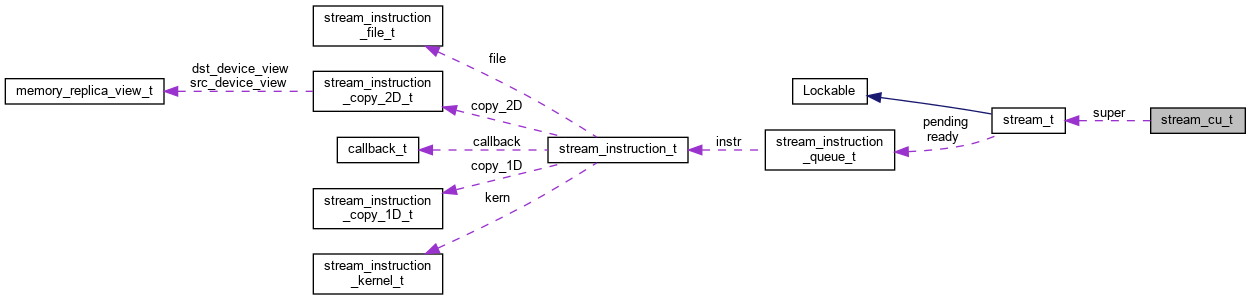 stream_instruction
_file_t
file
dst_device_view
src_device_view
memory_replica_view_t
stream_instruction
_copy_2D_t
copy_2D
Lockable
super
stream_cu_t
stream_t
pending
ready
callback_t
callback
stream_instruction_t
instr
stream_instruction
_queue_t
copy_1D
stream_instruction
_copy_1D_t
kern
stream_instruction
_kernel_t